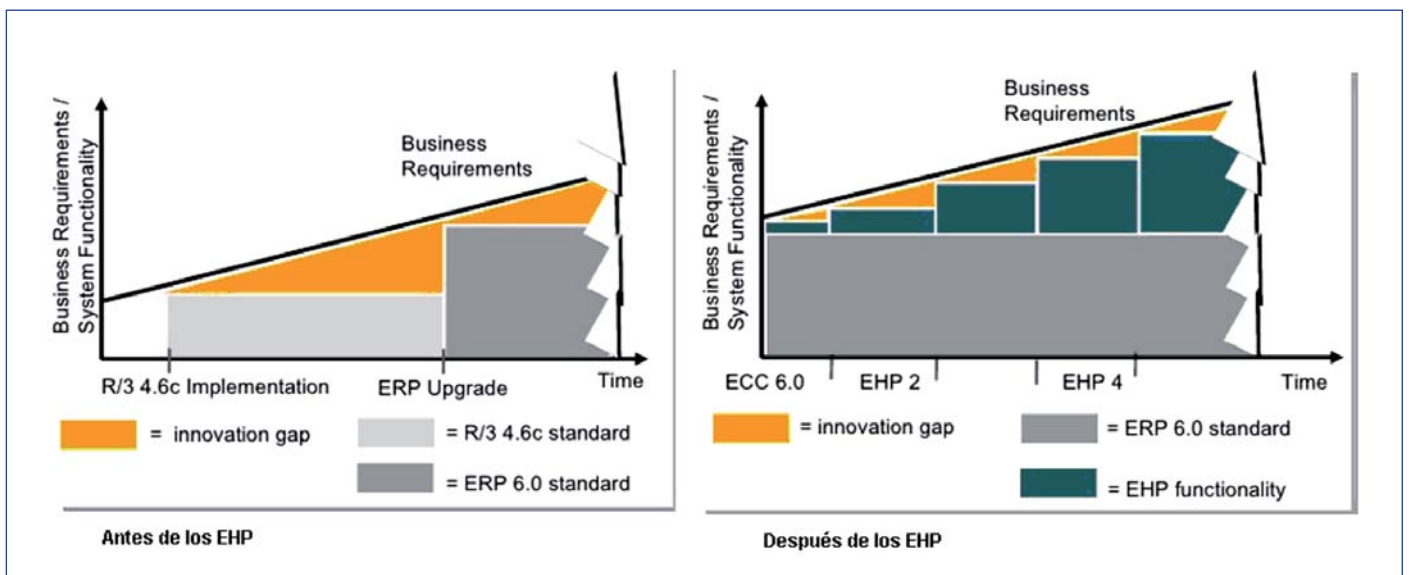 Business Requirements /
System Functionality
Business
Requirements
R/3 4.6c Implementation
ERP Upgrade
Time
= innovation gap
= R/3 4.6c standard
= ERP 6.0 standard
Antes de los EHP
Business Requirements /
System Functionality
Business
Requirements
ECC 6.0
EHP 2
EHP 4
Time
= innovation gap
= ERP 6.0 standard
= EHP functionality
Después de los EHP